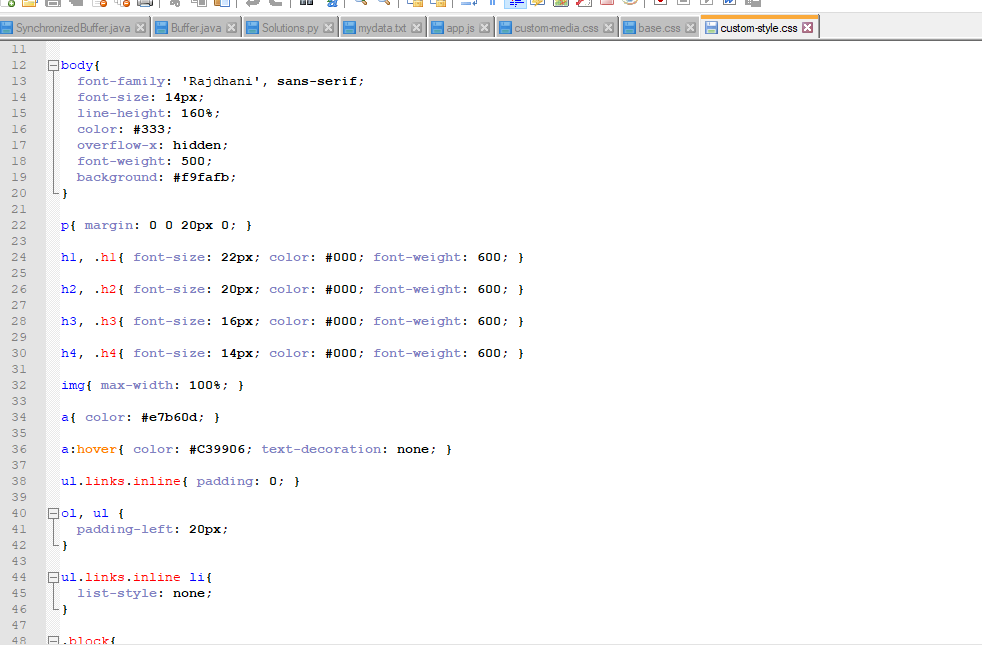 SynchronizedBuffer.java Buffer.java Solutions.py mydata.txt app.js custom-media.css base.css custom-style.css
11
12 body{
13 font-family: 'Rajdhani', sans-serif;
14 font-size: 14px;
15 line-height: 160%;
16 color: #333;
17 overflow-x: hidden;
18 font-weight: 500;
19 background: #f9fafb;
20 }
21
22 p{ margin: 0 0 20px 0; }
23
24 h1, .h1{ font-size: 22px; color: #000; font-weight: 600; }
25
26 h2, .h2{ font-size: 20px; color: #000; font-weight: 600; }
27
28 h3, .h3{ font-size: 16px; color: #000; font-weight: 600; }
29
30 h4, .h4{ font-size: 14px; color: #000; font-weight: 600; }
31
32 img{ max-width: 100%; }
33
34 a{ color: #e7b60d; }
35
36 a:hover{ color: #C39906; text-decoration: none; }
37
38 ul.links.inline{ padding: 0; }
39
40 ol, ul {
41 padding-left: 20px;
42 }
43
44 ul.links.inline li{
45 list-style: none;
46 }
47
48 .block{